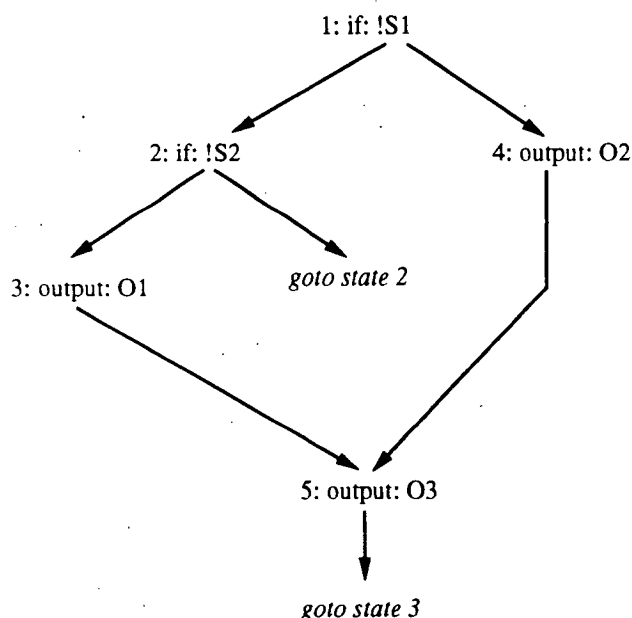 1: if: !S1
2: if: !S2
4: output: O2
3: output: O1
goto state 2
5: output: O3
goto state 3